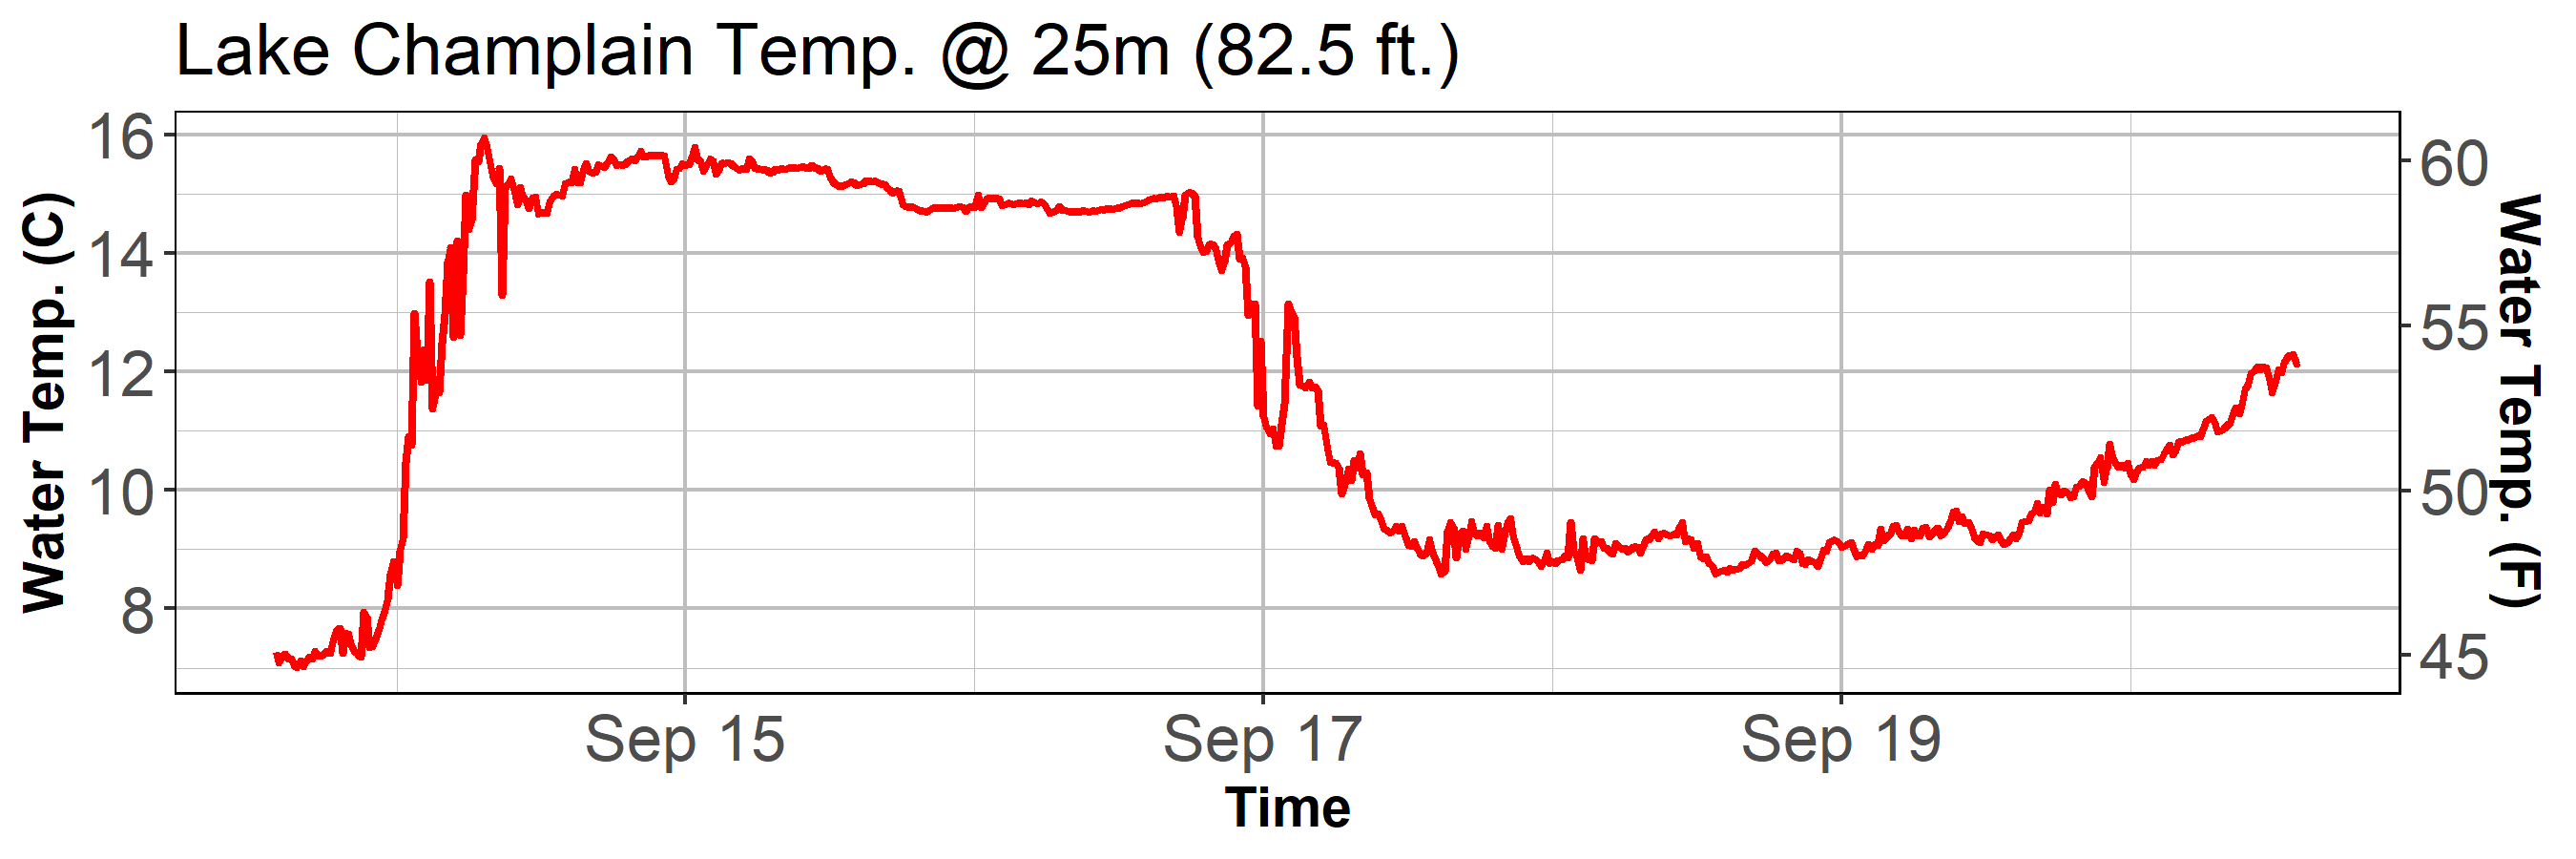 Lake Champlain Temp. @ 25m (82.5 ft.)
Water Temp. (C)
16
14
12
10
8
60
55
50
45
Water Temp. (F)
Sep 15
Sep 17
Sep 19
Time